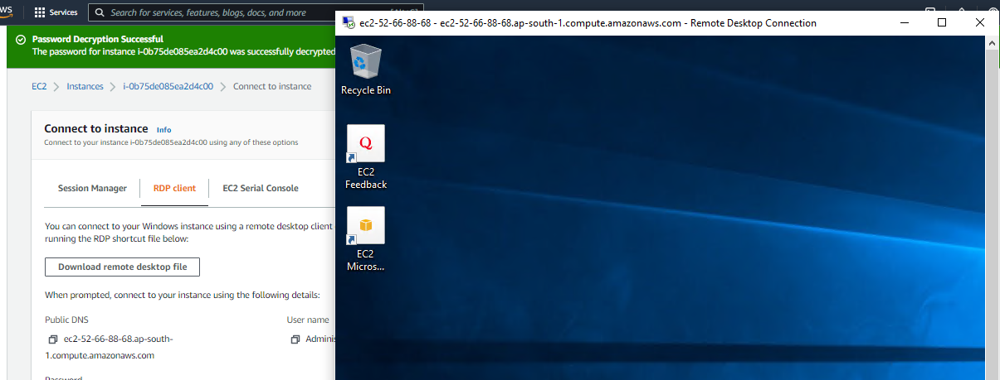 Services
Search for services, features, blogs, docs, and more
ec2-52-66-88-68 - ec2-52-66-88-68.ap-south-1.compute.amazonaws.com - Remote Desktop Connection
Password Decryption Successful
The password for instance i-0b75de085ea2d4c00 was successfully decrypted
EC2 > Instances > i-0b75de085ea2d4c00 > Connect to instance
Connect to instance Info
Connect to your instance i-0b75de085ea2d4c00 using any of these options
Session Manager
RDP client
EC2 Serial Console
You can connect to your Windows instance using a remote desktop client
running the RDP shortcut file below:
Download remote desktop file
When prompted, connect to your instance using the following details:
Public DNS
ec2-52-66-88-68.ap-south-
1.compute.amazonaws.com
User name
Adminis
Password
Recycle Bin
Q
EC2
Feedback
EC2
Micros...